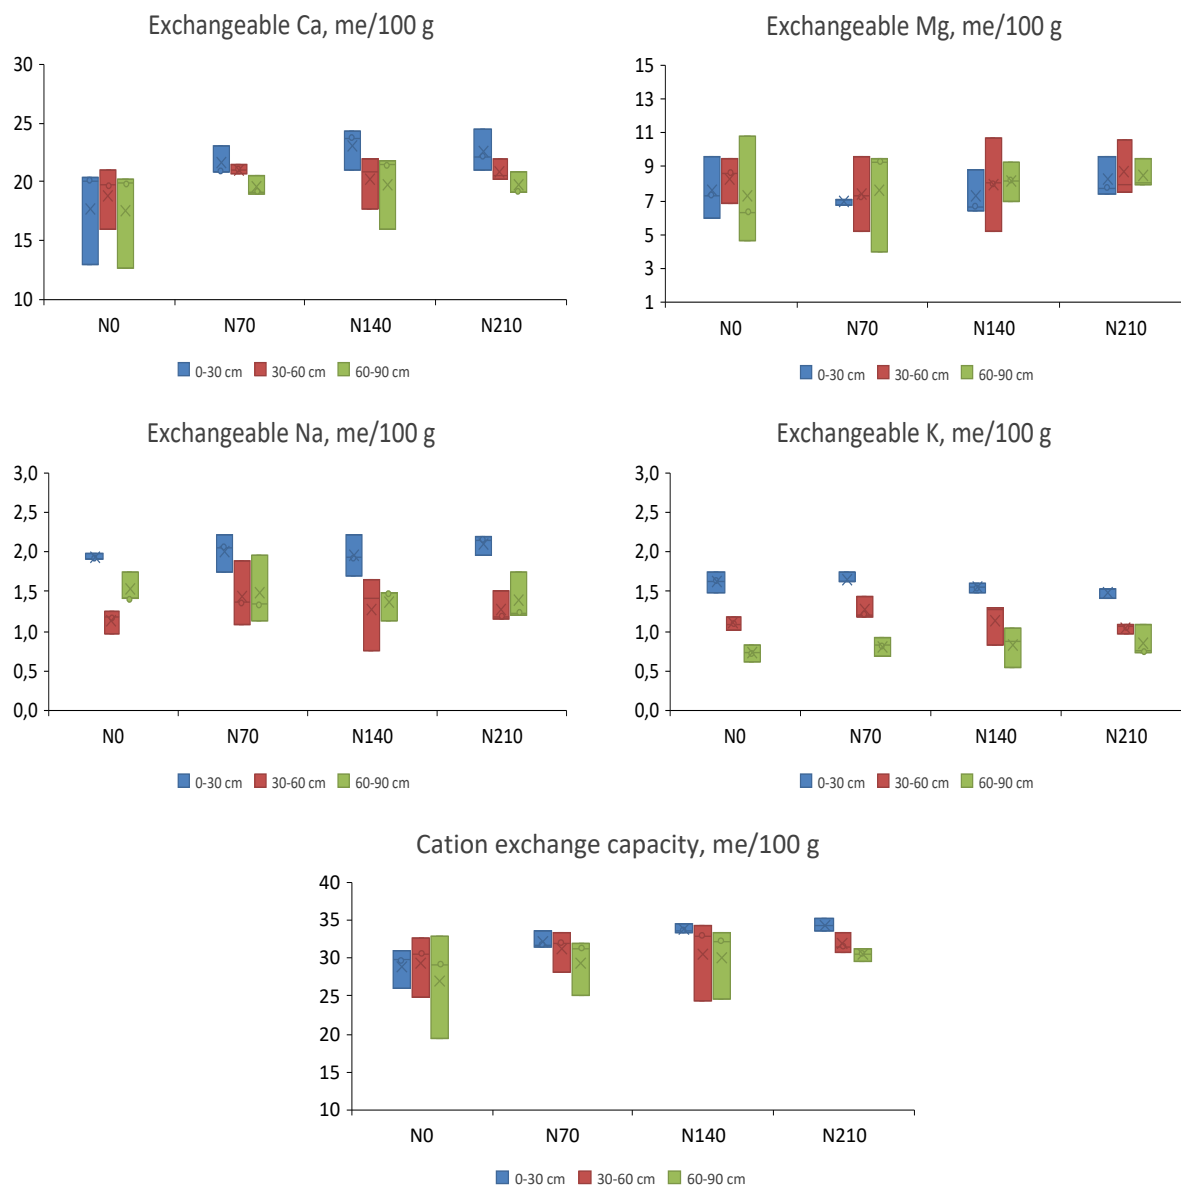 Exchangeable Ca, me/100 g
30
25
20
15
10
N0 N70 N140 N210
0-30 cm 30-60 cm 60-90 cm
Exchangeable Mg, me/100 g
15
13
11
9
7
5
3
1
N0 N70 N140 N210
0-30 cm 30-60 cm 60-90 cm
Exchangeable Na, me/100 g
3,0
2,5
2,0
1,5
1,0
0,5
0,0
N0 N70 N140 N210
0-30 cm 30-60 cm 60-90 cm
Exchangeable K, me/100 g
3,0
2,5
2,0
1,5
1,0
0,5
0,0
N0 N70 N140 N210
0-30 cm 30-60 cm 60-90 cm
Cation exchange capacity, me/100 g
40
35
30
25
20
15
10
N0 N70 N140 N210
0-30 cm 30-60 cm 60-90 cm